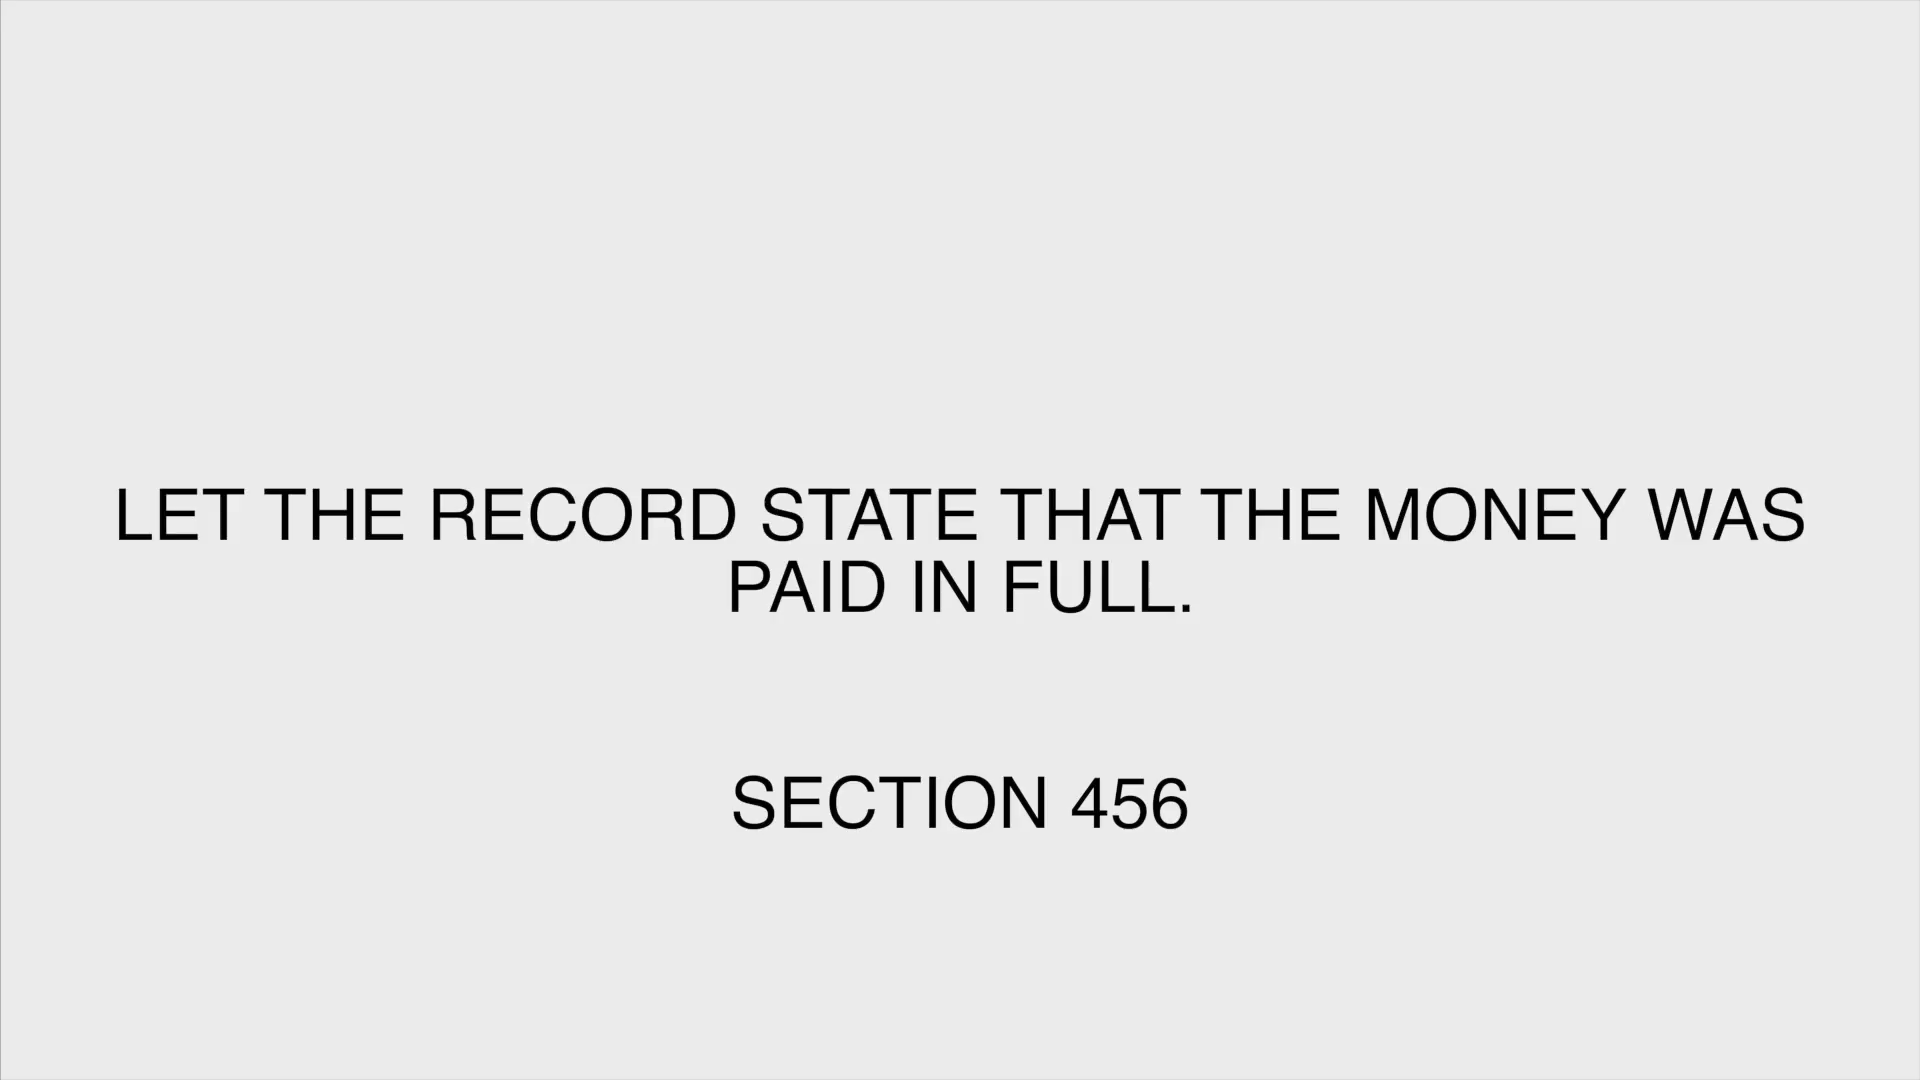 LET THE RECORD STATE THAT THE MONEY WAS
PAID IN FULL.
SECTION 456